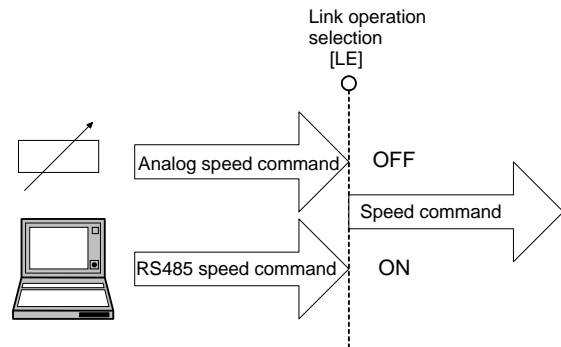 Link operation
selection
[LE]
Analog speed command
OFF
Speed command
RS485 speed command
ON